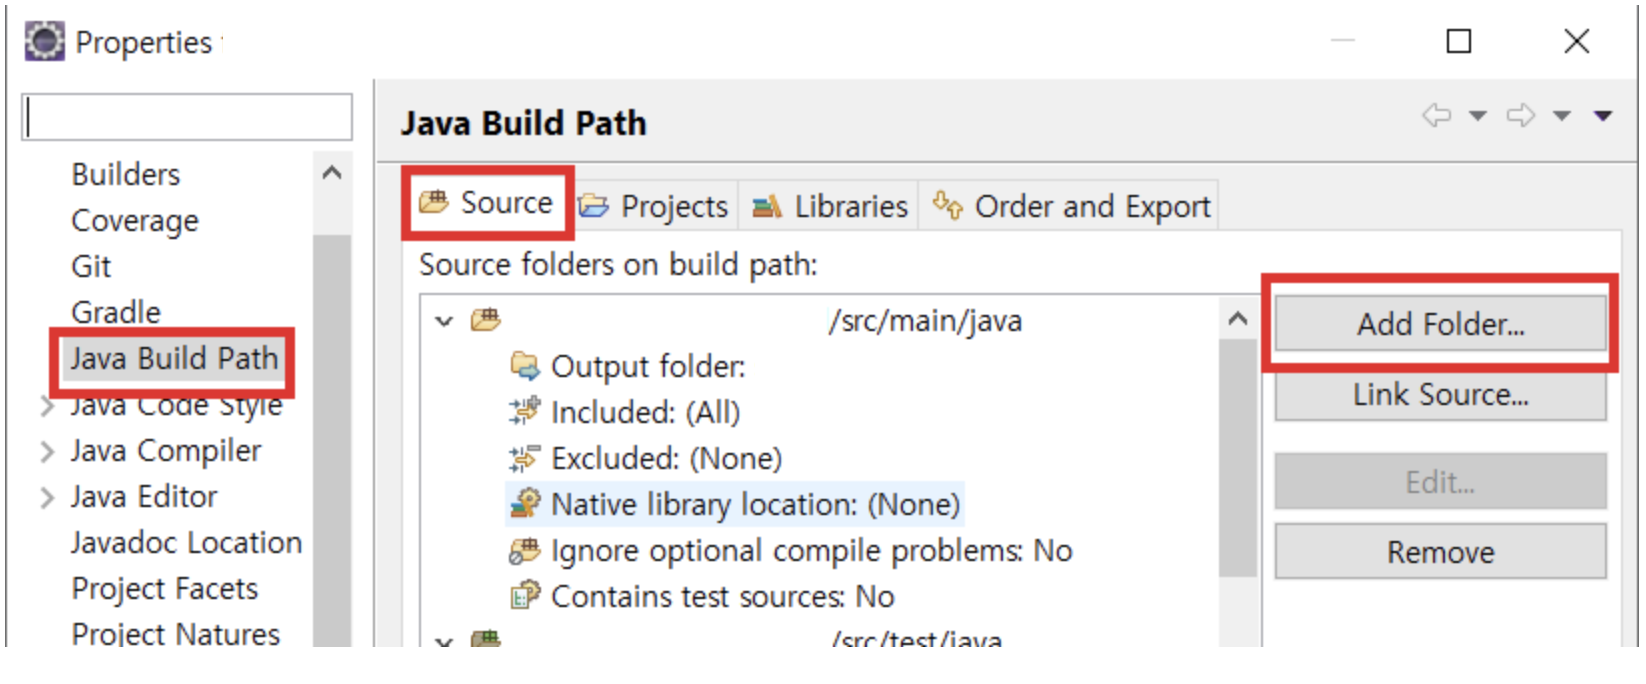 Properties
Java Build Path
Builders
Coverage
Git
Gradle
Java Build Path
Java Code Style
Java Compiler
Java Editor
Javadoc Location
Project Facets
Project Natures
Source Projects Libraries Order and Export
Source folders on build path:
/src/main/java
Output folder:
Included: (All)
Excluded: (None)
Native library location: (None)
Ignore optional compile problems: No
Contains test sources: No
/src/test/java
Add Folder...
Link Source...
Edit...
Remove